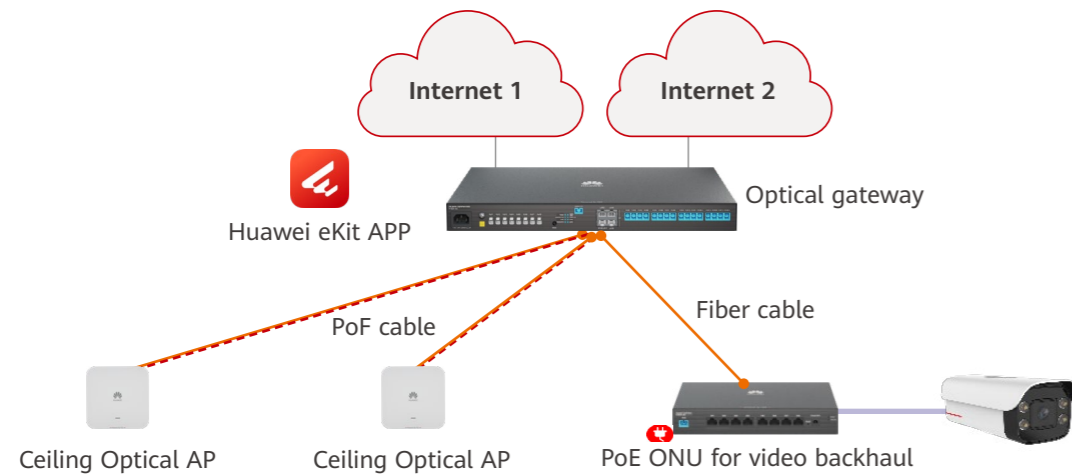 Internet 1
Internet 2
Optical gateway
Huawei eKit APP
Fiber cable
PoF cable
Ceiling Optical AP
Ceiling Optical AP
PoE ONU for video backhaul